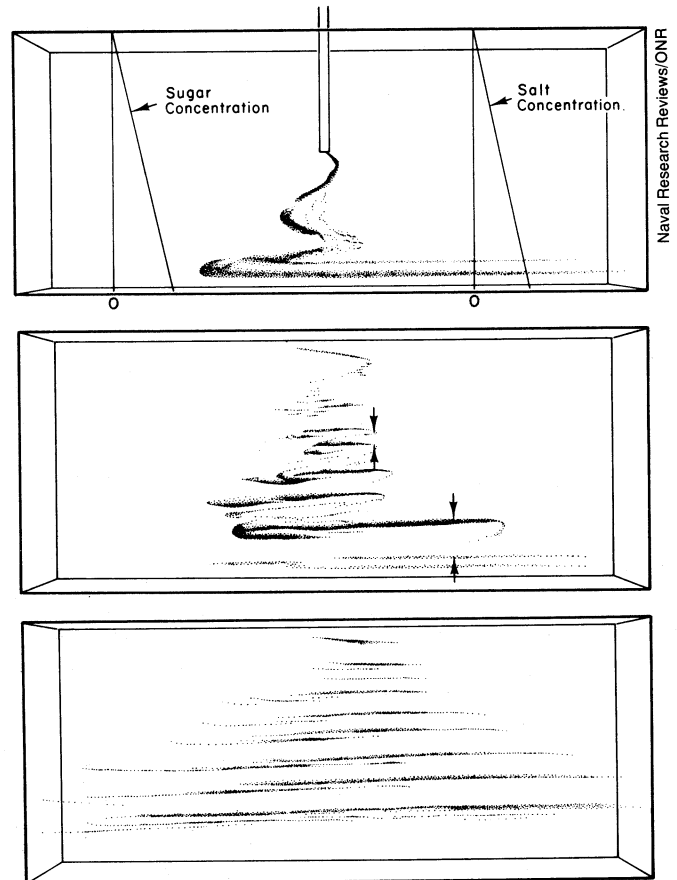 Sugar
Concentration
Salt
Concentration.
0
0
Naval Research Reviews/ONR